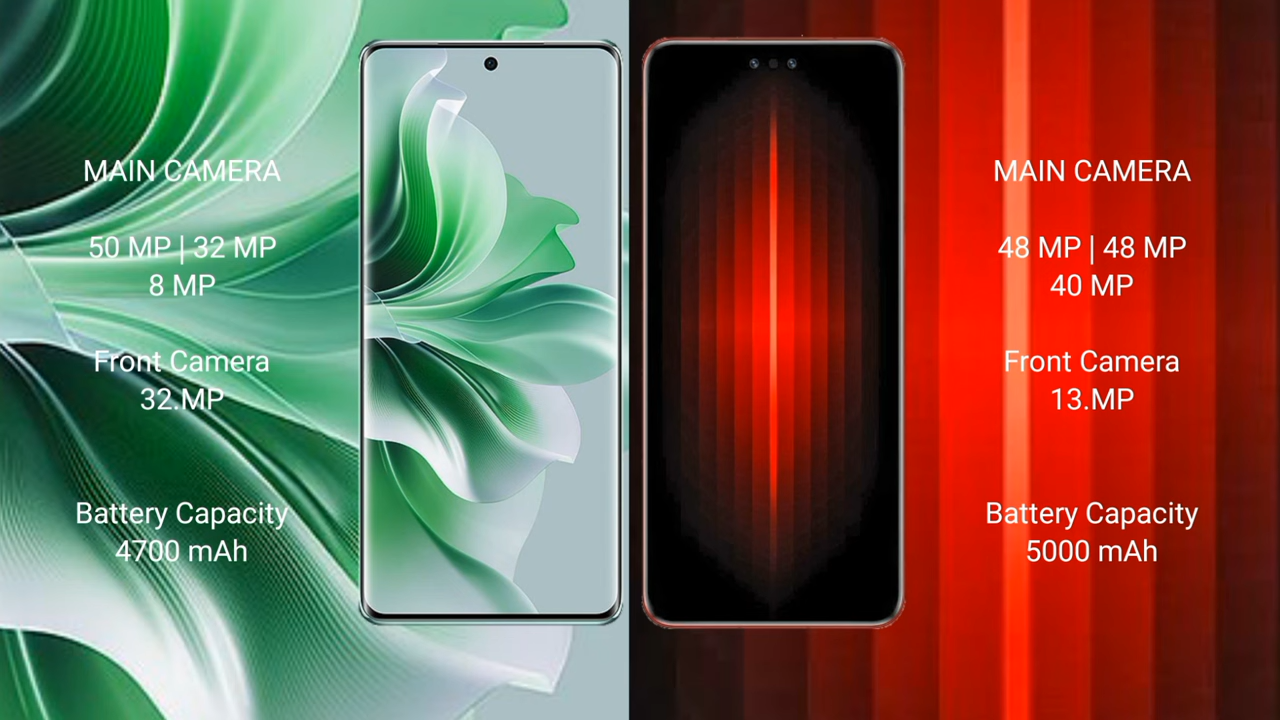 MAIN CAMERA
50 MP | 32 MP
8 MP
Front Camera
32.MP
Battery Capacity
4700 mAh
MAIN CAMERA
48 MP | 48 MP
40 MP
Front Camera
13.MP
Battery Capacity
5000 mAh